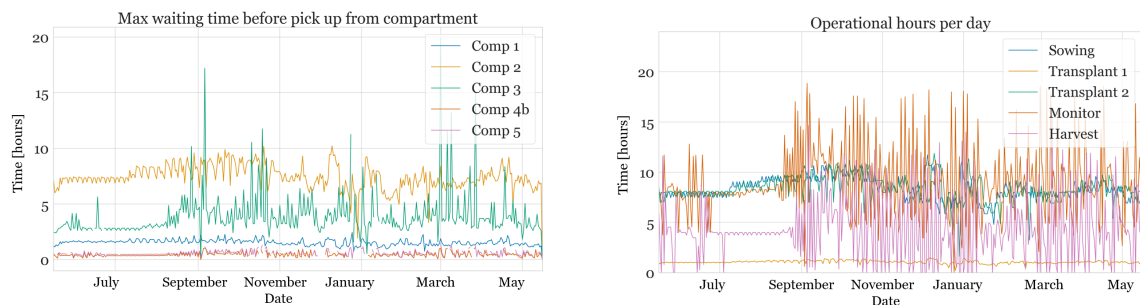 Max waiting time before pick up from compartment
20
15
10
5
0
Time [hours]
Comp 1
Comp 2
Comp 3
Comp 4b
Comp 5
July
September
November
January
March
May
Date
Operational hours per day
20
15
10
5
0
Time [hours]
Sowing
Transplant 1
Transplant 2
Monitor
Harvest
July
September
November
January
March
May
Date